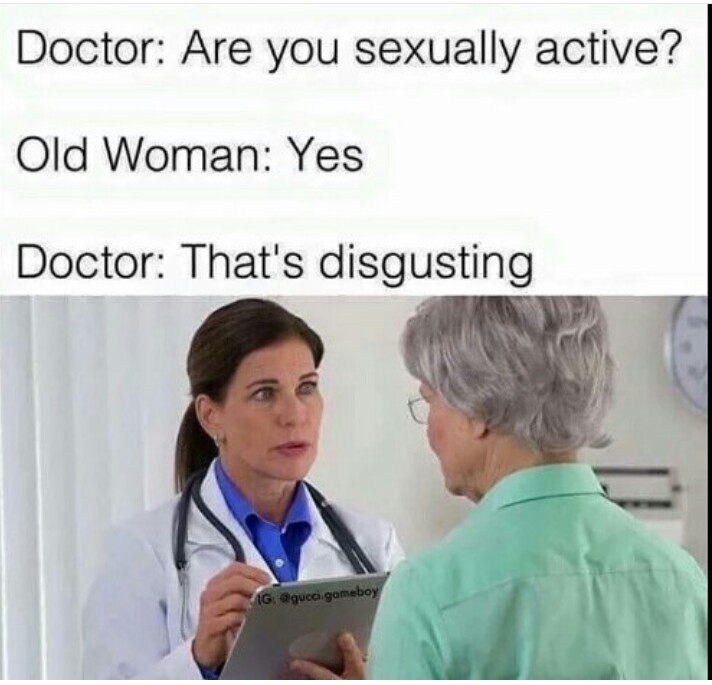 Doctor: Are you sexually active?
Old Woman: Yes
Doctor: That's disgusting
IG: @gucci.gameboy